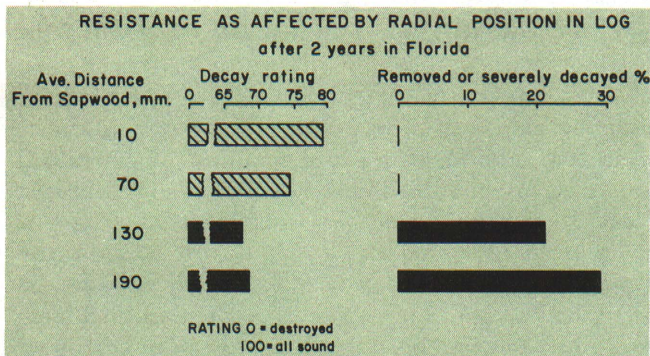 RESISTANCE AS AFFECTED BY RADIAL POSITION IN LOG
after 2 years in Florida
Ave. Distance From Sapwood, mm.
Decay rating
Removed or severely decayed %
0 65 70 75 80
0 10 20 30
10
70
130
190
RATING 0 = destroyed
100 = all sound